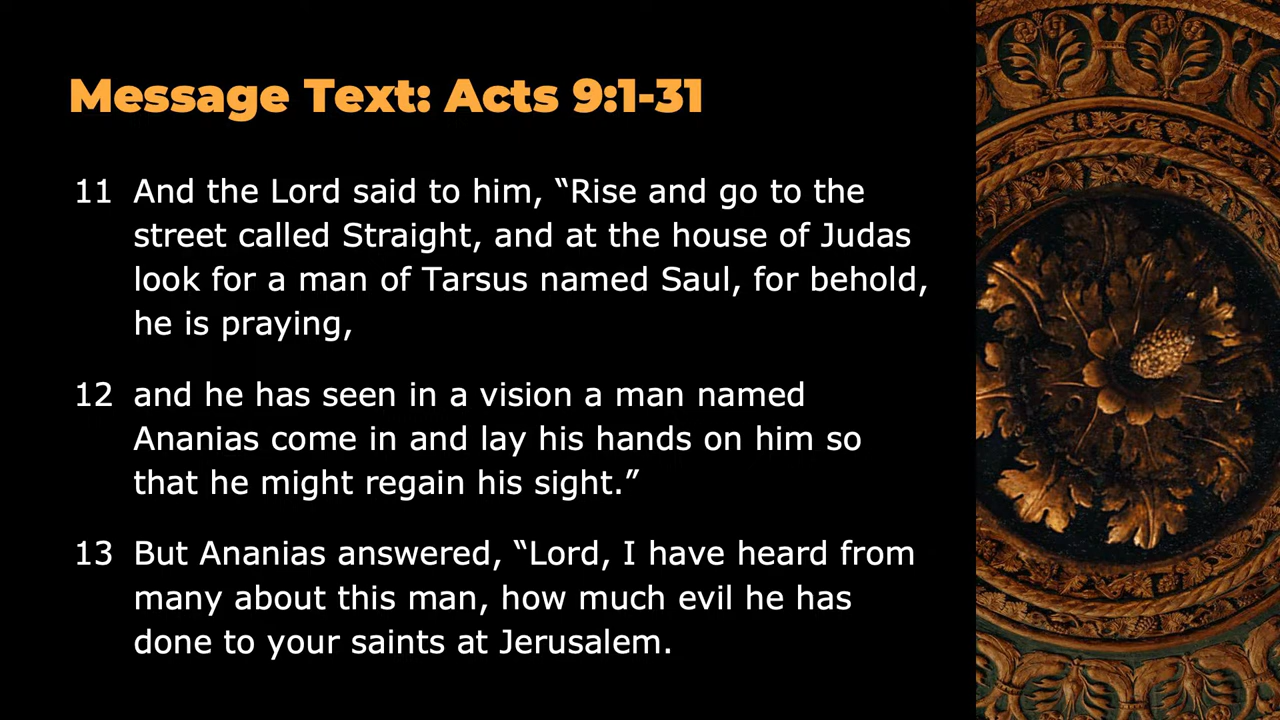 Message Text: Acts 9:1-31
11 And the Lord said to him, “Rise and go to the
street called Straight, and at the house of Judas
look for a man of Tarsus named Saul, for behold,
he is praying,
12 and he has seen in a vision a man named
Ananias come in and lay his hands on him so
that he might regain his sight.”
13 But Ananias answered, “Lord, I have heard from
many about this man, how much evil he has
done to your saints at Jerusalem.